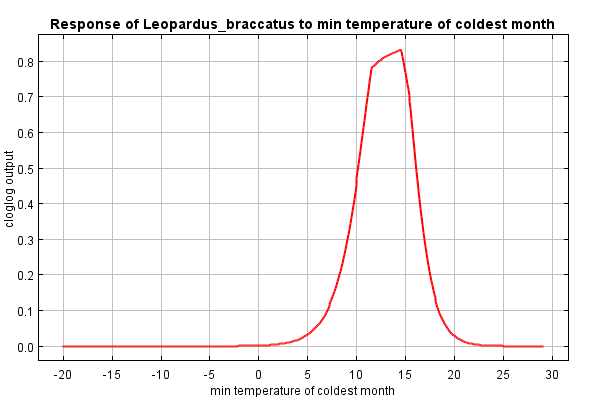 Response of Leopardus_braccatus to min temperature of coldest month
0.8
0.7
0.6
0.5
0.4
0.3
0.2
0.1
0.0
cloglog output
-20 -15 -10 -5 0 5 10 15 20 25 30
min temperature of coldest month